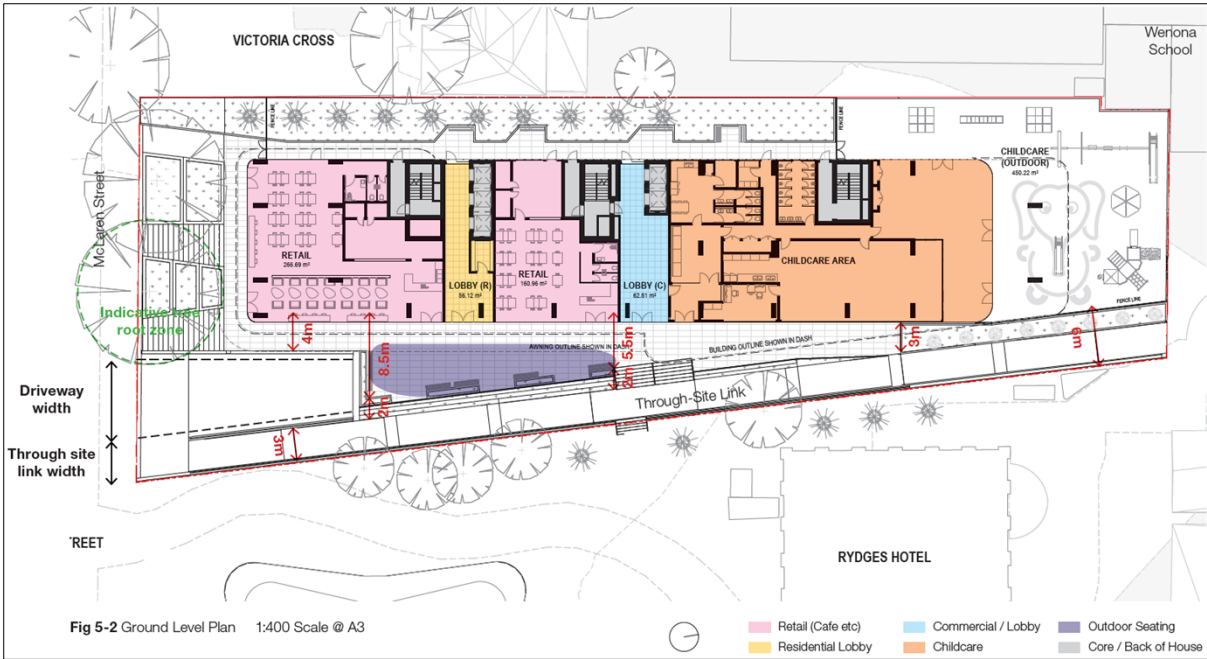 VICTORIA CROSS
Wenona
School
FENCE LINE
FENCE LINE
CHILDCARE
(OUTDOOR)
450.22 m²
McLaren Street
RETAIL
266.69 m²
LOBBY (R)
56.12 m²
RETAIL
160.96 m²
LOBBY (C)
62.81 m²
CHILDCARE AREA
FENCE LINE
Indicative tree
root zone
4m
8.5m
5.5m
3m
6m
AWNING OUTLINE SHOWN IN DASH
BUILDING OUTLINE SHOWN IN DASH
2m
2m
3m
Through-Site Link
Driveway
width
Through site
link width
'REET
RYDGES HOTEL
Fig 5-2 Ground Level Plan 1:400 Scale @ A3
Retail (Cafe etc)
Commercial / Lobby
Outdoor Seating
Residential Lobby
Childcare
Core / Back of House